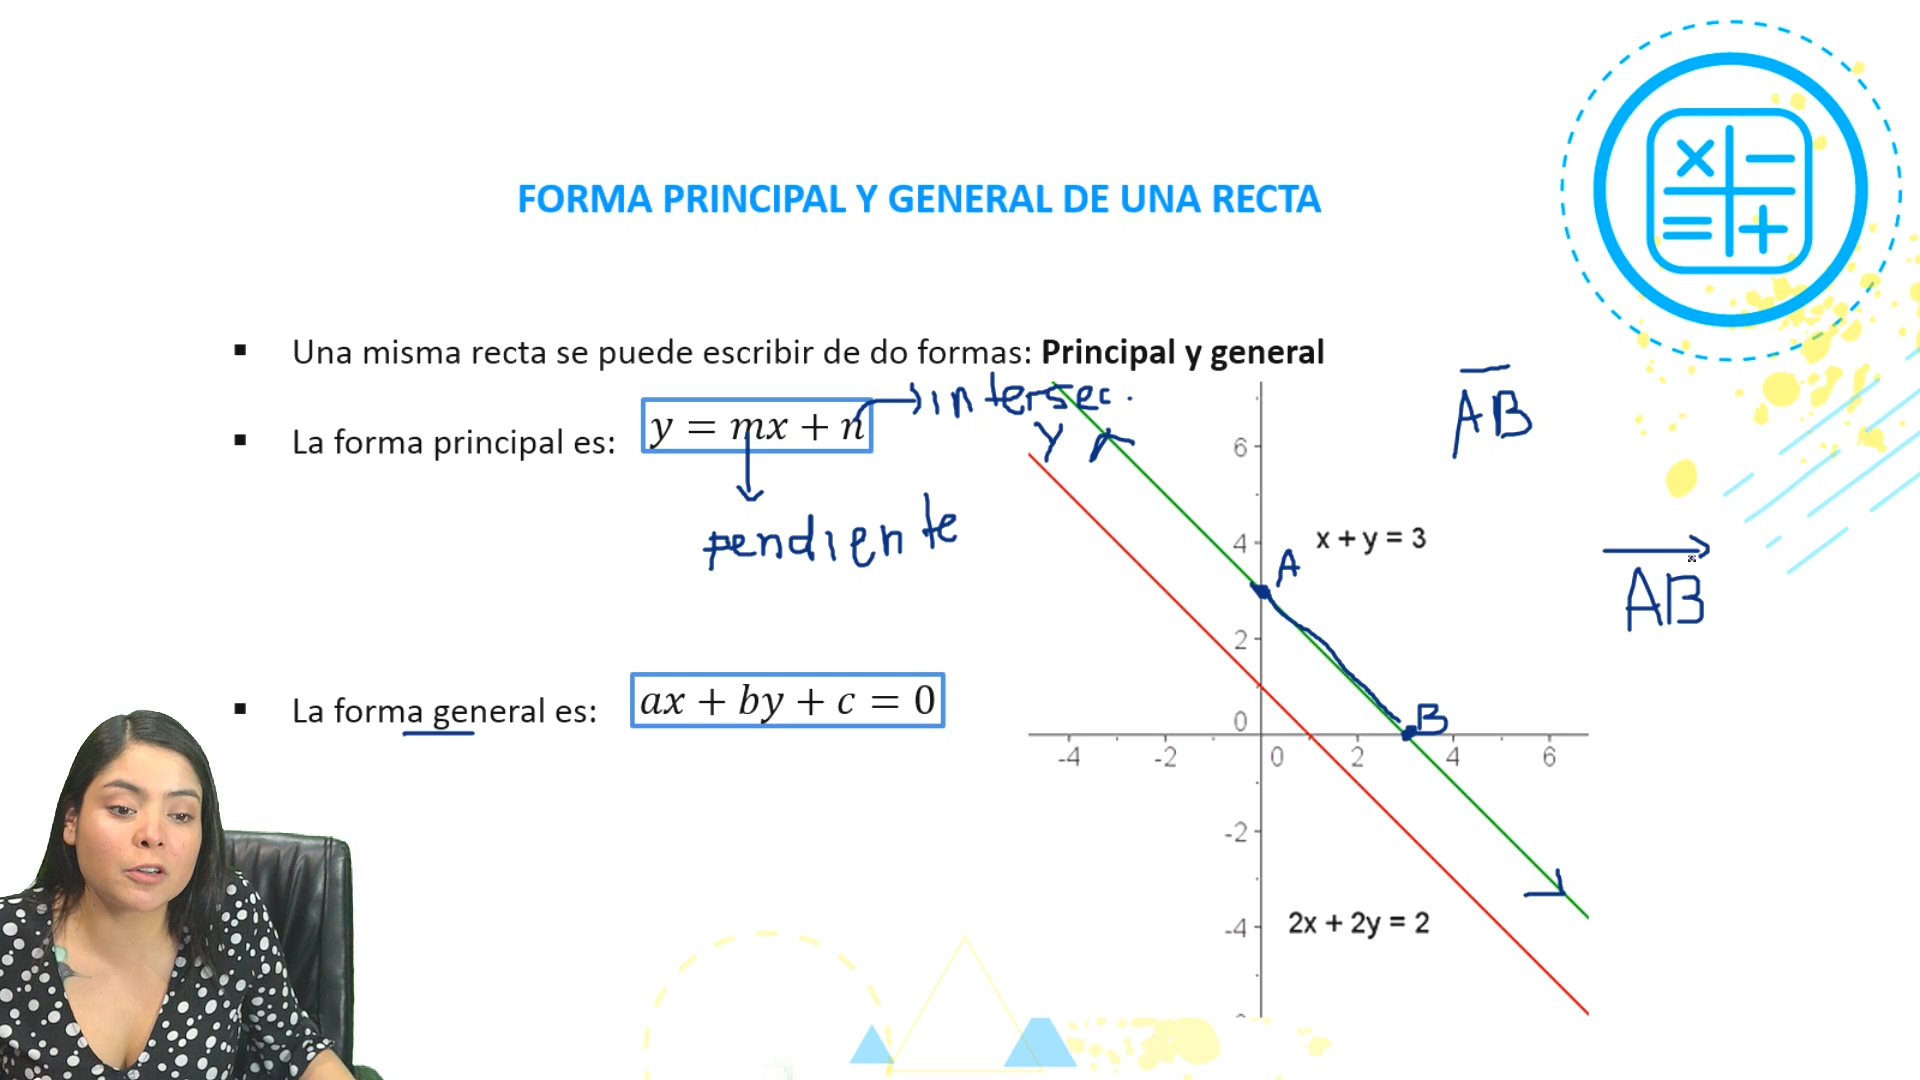 FORMA PRINCIPAL Y GENERAL DE UNA RECTA
▪ Una misma recta se puede escribir de do formas: Principal y general
▪ La forma principal es: y = mx + n
intersec.
y
pendiente
▪ La forma general es: ax + by + c = 0
AB
AB
x + y = 3
A
B
2x + 2y = 2
6
4
2
0
-4 -2 0 2 4 6
-2
-4